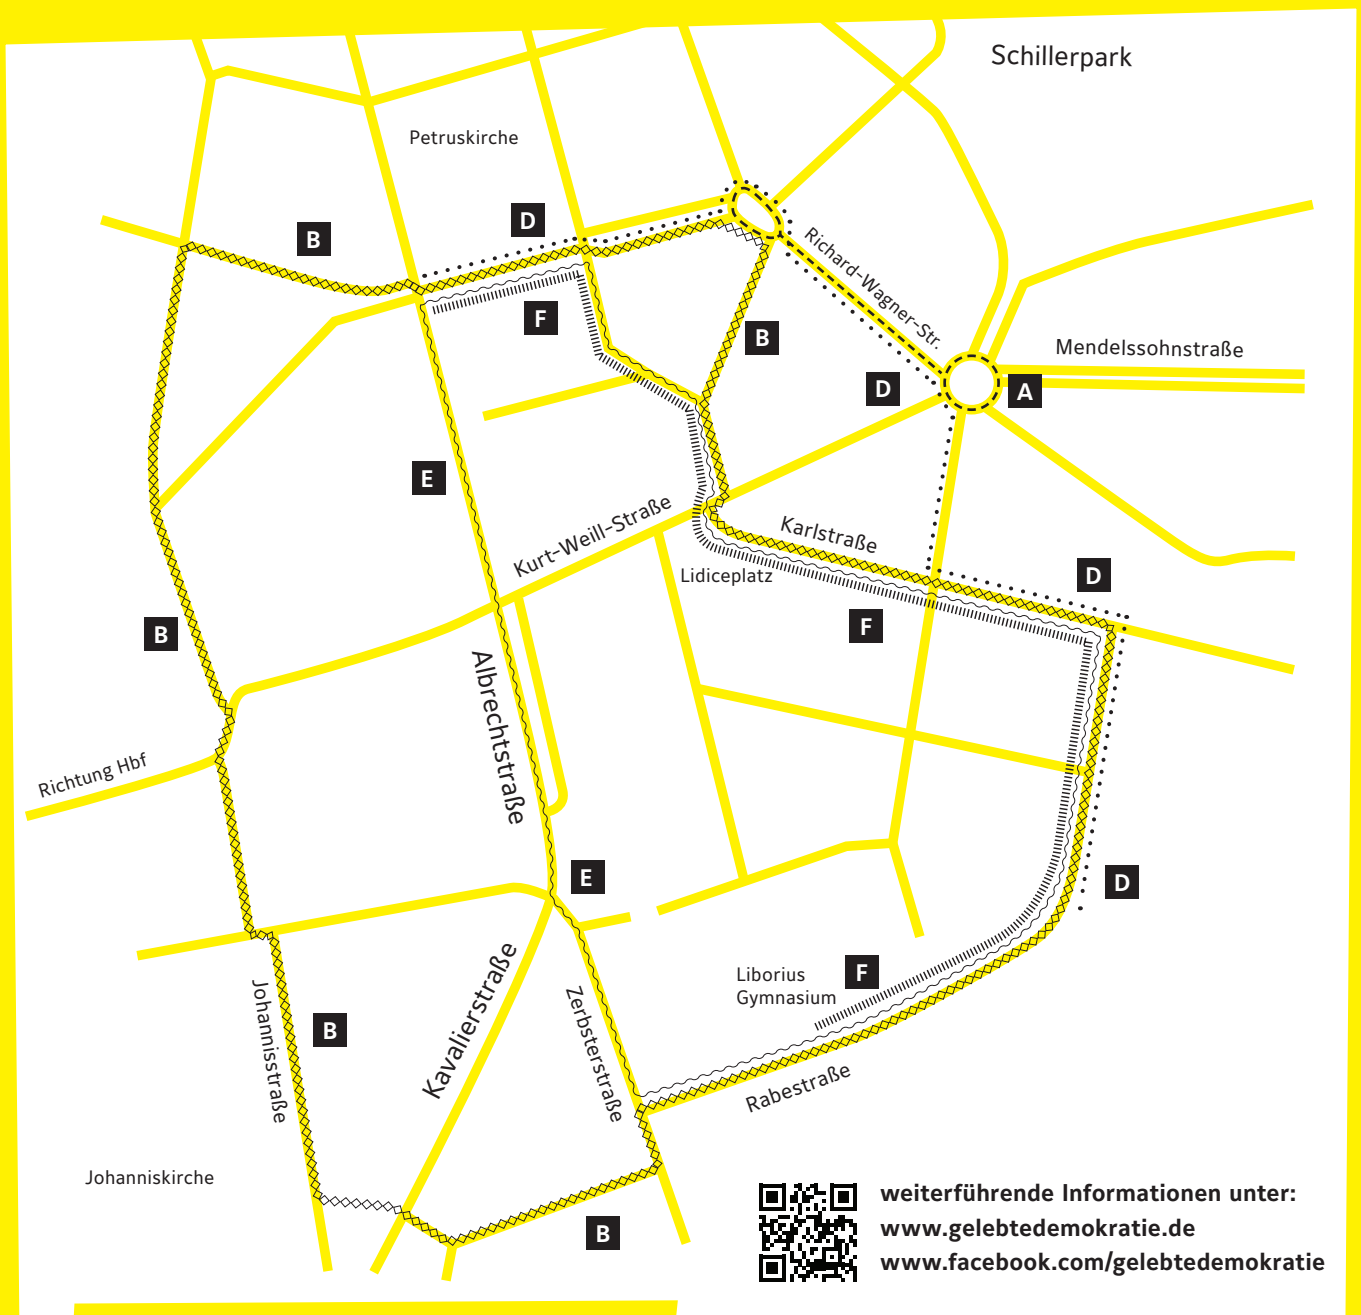 Schillerpark
Petruskirche
D
B
Richard-Wagner-Str.
F
B
Mendelssohnstraße
D
A
E
Kurt-Weill-Straße
Karlstraße
Lidiceplatz
D
F
B
Albrechtstraße
Richtung Hbf
E
D
Liborius
Gymnasium
F
Johannisstraße
B
Kavalierstraße
Zerbsterstraße
Rabestraße
Johanniskirche
B
weiterführende Informationen unter:
www.gelebtedemokratie.de
www.facebook.com/gelebtedemokratie